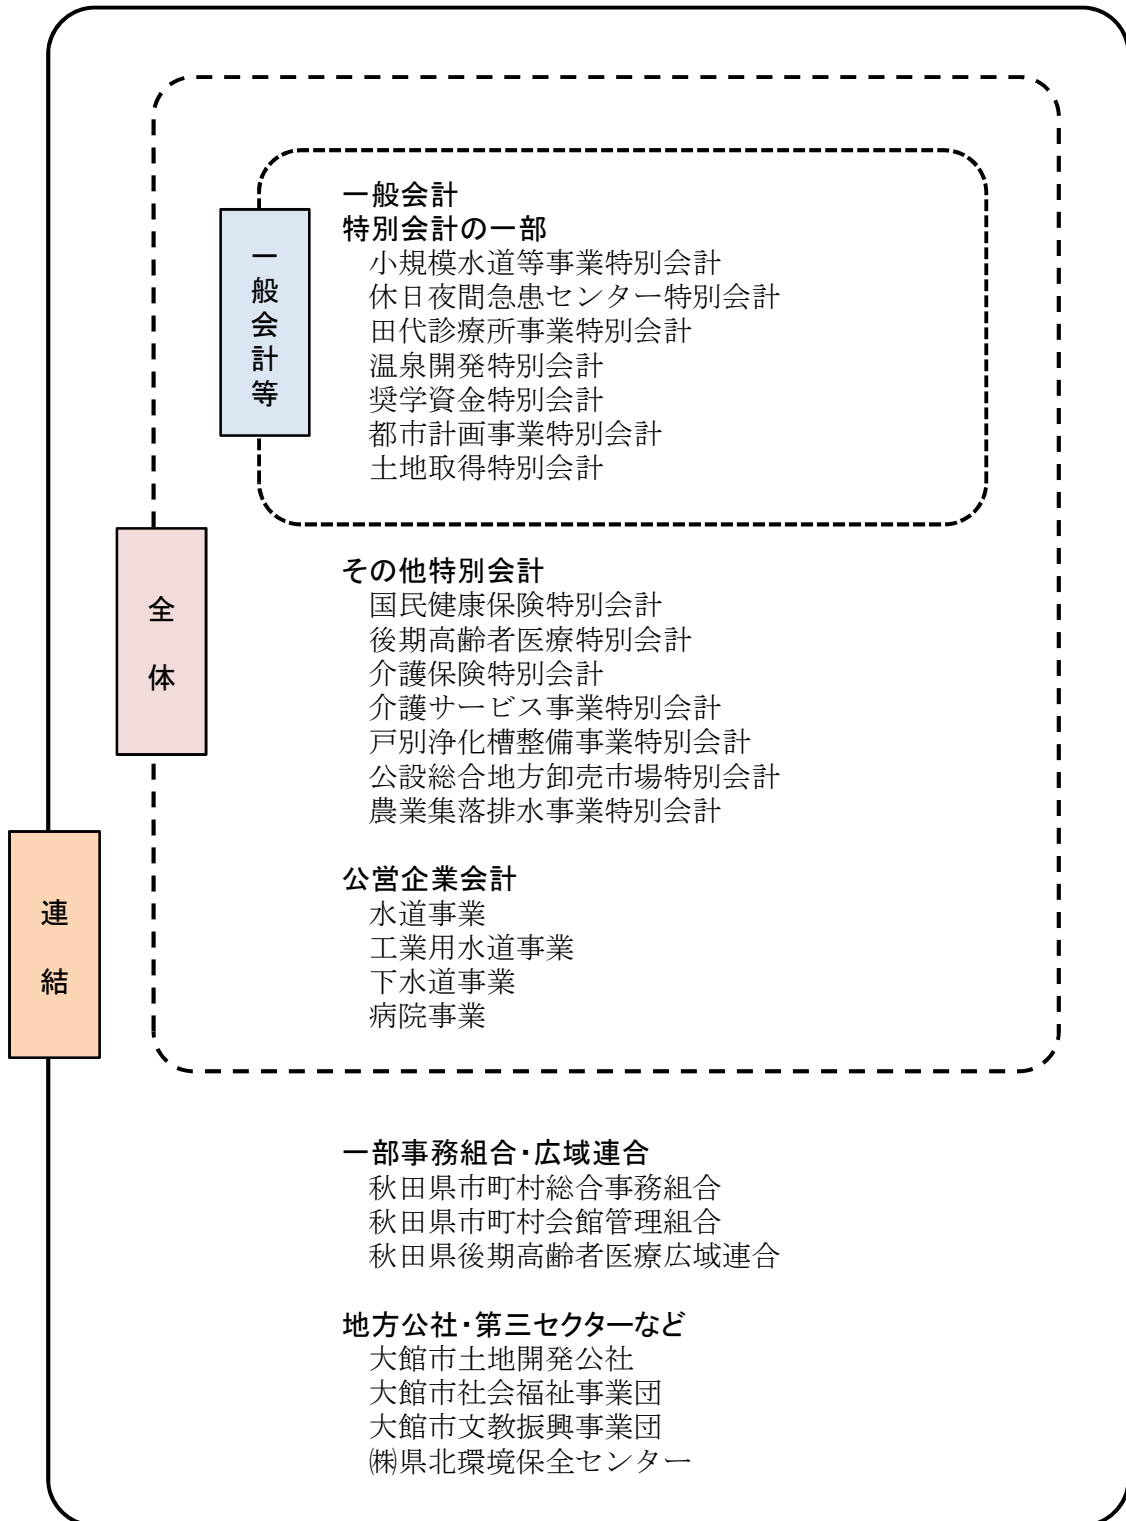 一般会計等
一般会計
特別会計の一部
小規模水道等事業特別会計
休日夜間急患センター特別会計
田代診療所事業特別会計
温泉開発特別会計
奨学資金特別会計
都市計画事業特別会計
土地取得特別会計
全体
その他特別会計
国民健康保険特別会計
後期高齢者医療特別会計
介護保険特別会計
介護サービス事業特別会計
戸別浄化槽整備事業特別会計
公設総合地方卸売市場特別会計
農業集落排水事業特別会計
連結
公営企業会計
水道事業
工業用水道事業
下水道事業
病院事業
一部事務組合・広域連合
秋田県市町村総合事務組合
秋田県市町村会館管理組合
秋田県後期高齢者医療広域連合
地方公社・第三セクターなど
大館市土地開発公社
大館市社会福祉事業団
大館市文教振興事業団
㈱県北環境保全センター